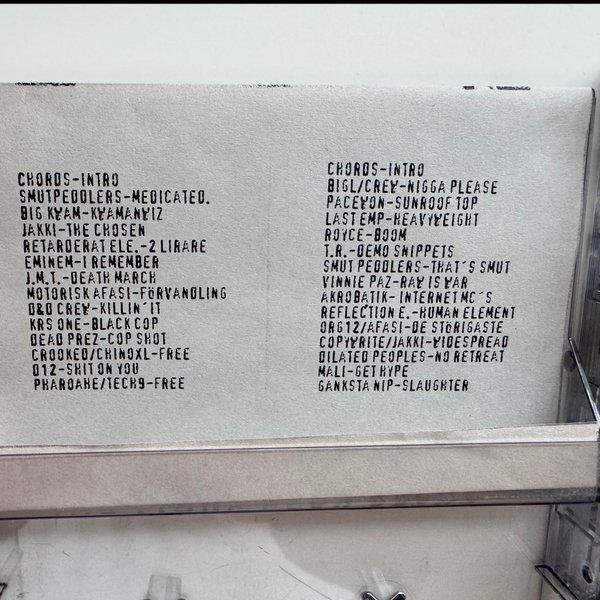 CHORDS-INTRO
SMUTPEDDLERS-MEDICATED.
BIG KWAM-KWAMANWIZ
JAKKI-THE CHOSEN
RETARDERAT ELE.-2 LIRARE
EMINEM-I REMEMBER
J.M.T.-DEATH MARCH
MOTORISK AFASI-FÖRVANDLING
D&D CREW-KILLIN´IT
KRS ONE-BLACK COP
DEAD PREZ-COP SHOT
CROOKED/CHINOXL-FREE
D12-SHIT ON YOU
PHAROAHE/TECH9-FREE
CHORDS-INTRO
BIGL/CREW-NIGGA PLEASE
PACEWON-SUNROOF TOP
LAST EMP-HEAVYWEIGHT
ROYCE-BOOM
T.R.-DEMO SNIPPETS
SMUT PEDDLERS-THAT´S SMUT
VINNIE PAZ-RAW IS WAR
AKROBATIK- INTERNET MC´S
REFLECTION E.-HUMAN ELEMENT
ORG12/AFASI-DE STÖRIGASTE
COPYWRITE/JAKKI-WIDESPREAD
DILATED PEOPLES-NO RETREAT
MALI-GET HYPE
GANKSTA NIP-SLAUGHTER